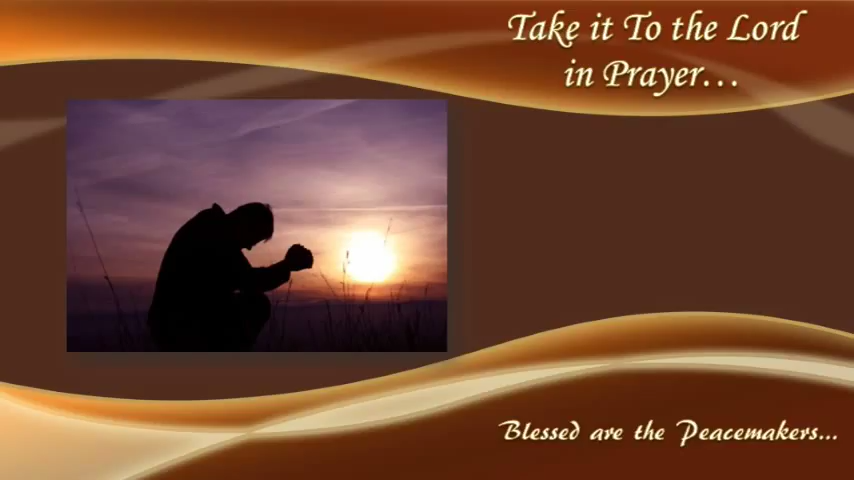 Take it To the Lord
in Prayer...
Blessed are the Peacemakers...